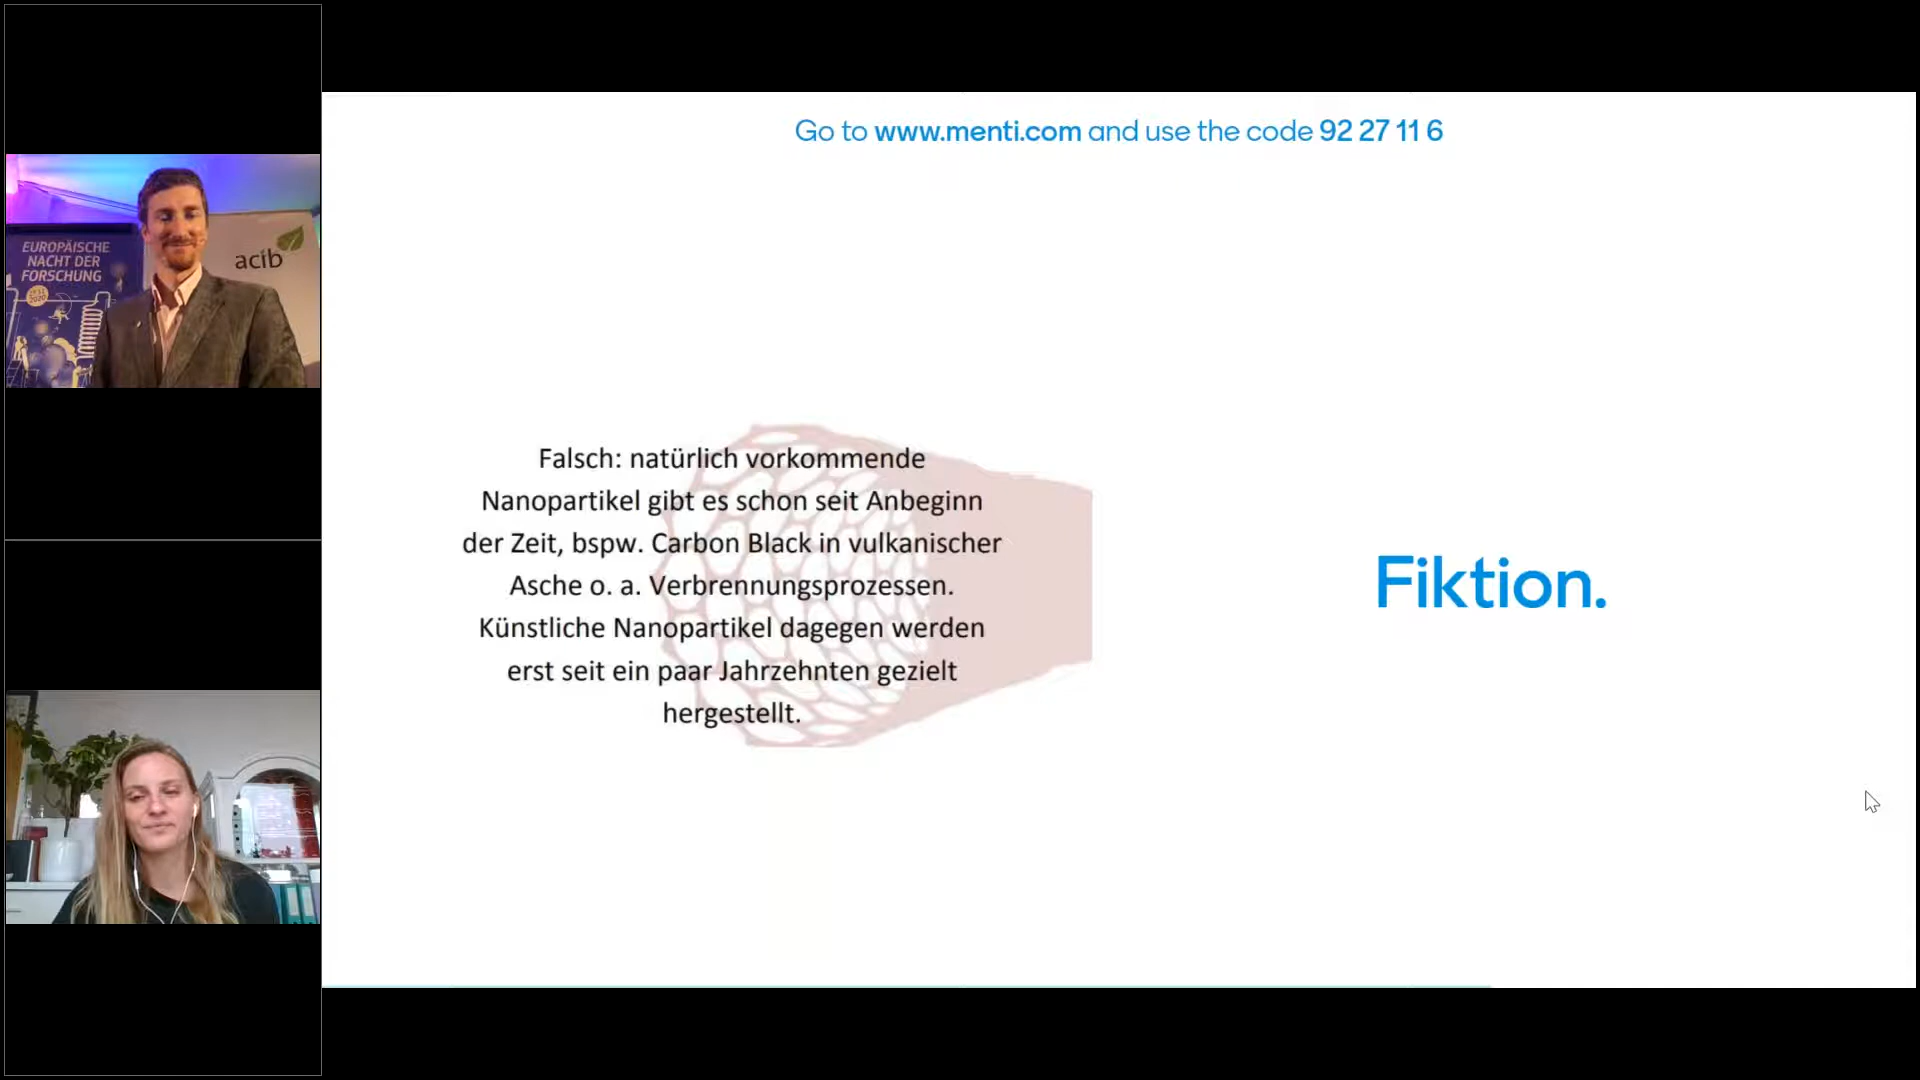 Go to www.menti.com and use the code 92 27 11 6
EUROPÄISCHE
NACHT DER
FORSCHUNG
2020
acib
Falsch: natürlich vorkommende
Nanopartikel gibt es schon seit Anbeginn
der Zeit, bspw. Carbon Black in vulkanischer
Asche o. a. Verbrennungsprozessen.
Künstliche Nanopartikel dagegen werden
erst seit ein paar Jahrzehnten gezielt
hergestellt.
Fiktion.